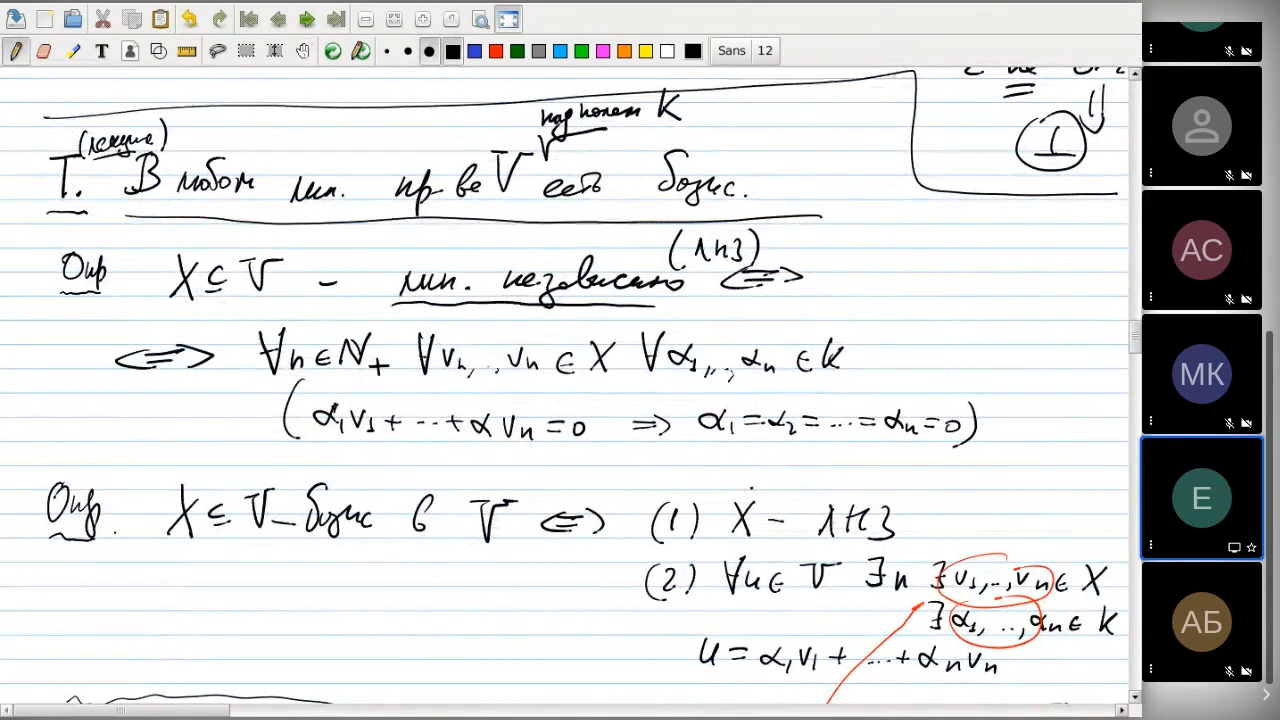 Sans 12
над полем K
(лекция)
T. В любом лин. пр-ве V есть базис.
I
Опр X ⊆ V – лин. независимо (ЛНЗ) ⟺
⟺ ∀n ∈ N₊ ∀v₁,..,vₙ ∈ X ∀α₁,..,αₙ ∈ K
(α₁v₁ + ... + α vₙ = 0 ⇒ α₁ = α₂ = ... = αₙ = 0)
Опр. X ⊆ V – базис в V ⟺ (1) X – ЛНЗ
(2) ∀u ∈ V ∃n ∃v₁,..,vₙ ∈ X
∃α₁,..,αₙ ∈ K
u = α₁v₁ + ... + αₙvₙ
АС
МК
Е
АБ